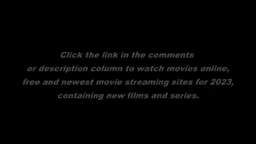 Click the link in the comments
or description column to watch movies online,
free and newest movie streaming sites for 2023,
containing new films and series.